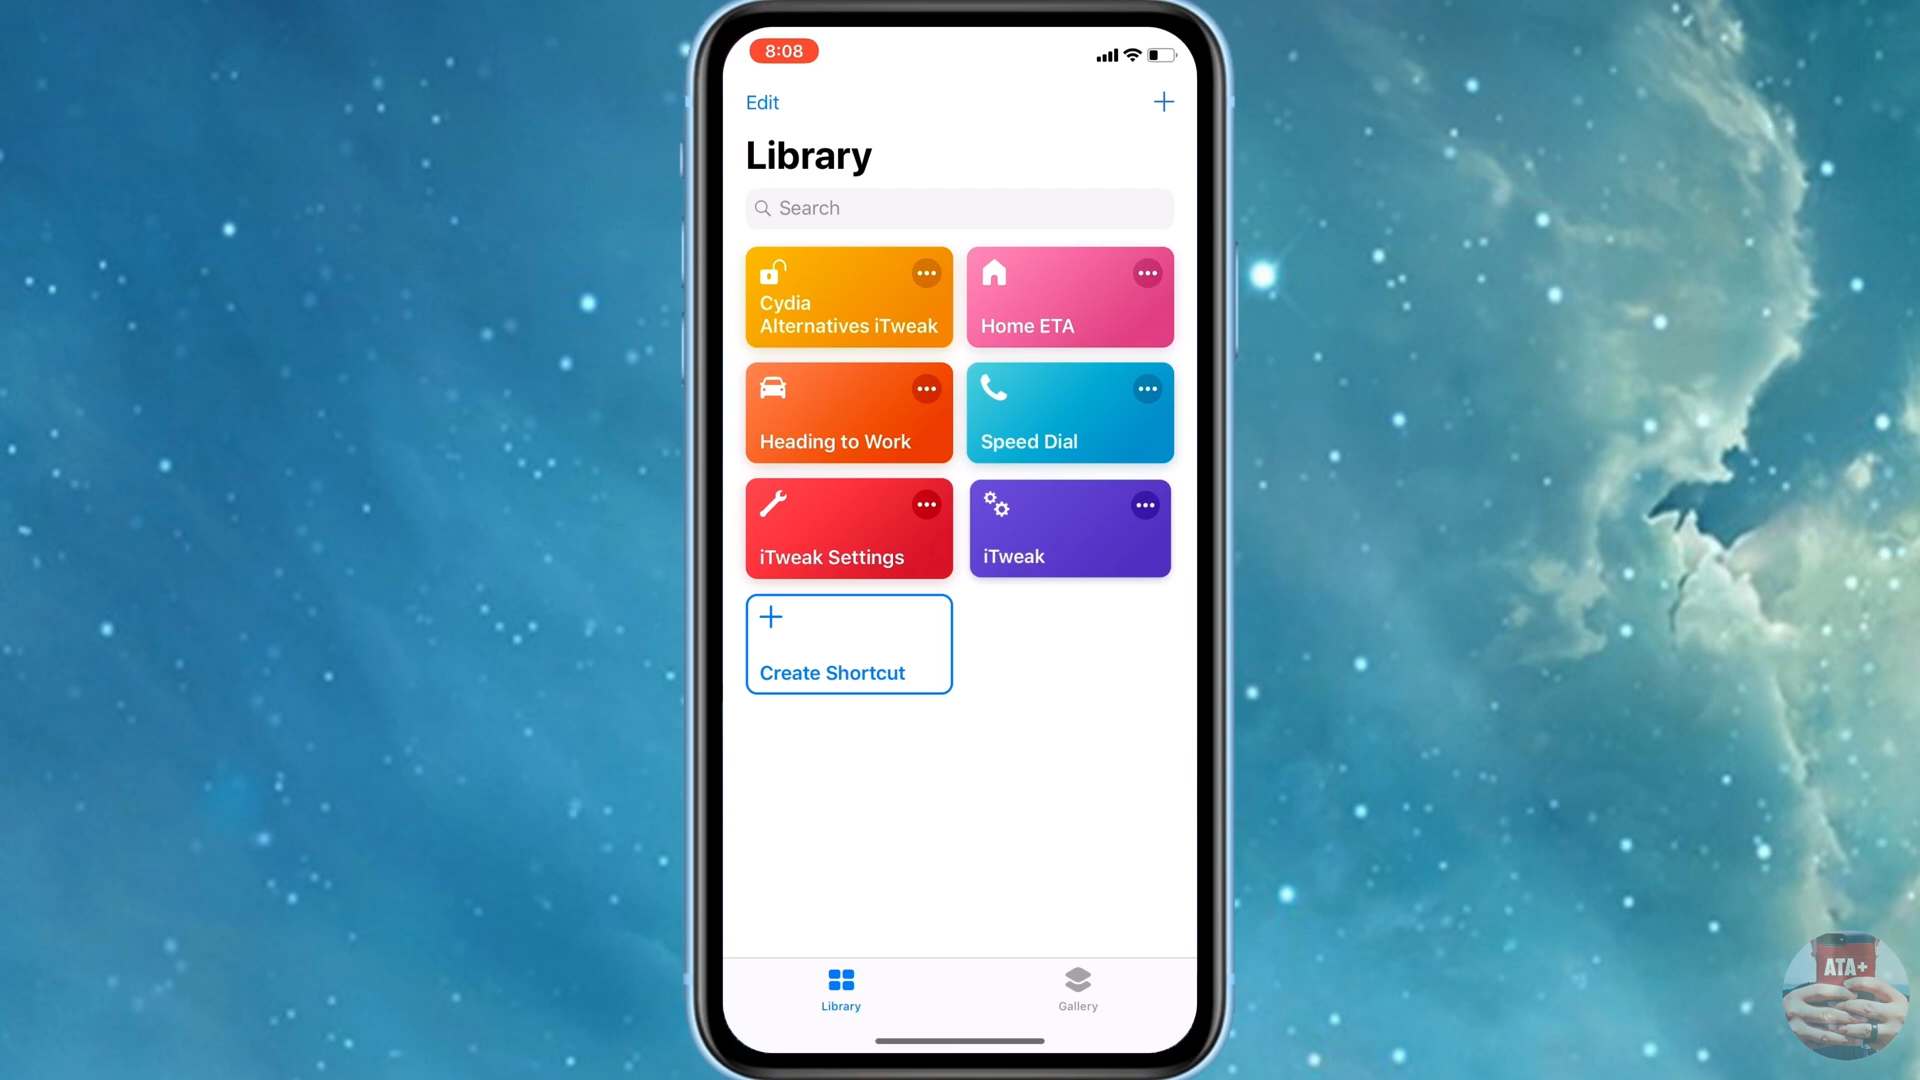 8:08
Edit
Library
Search
Cydia
Alternatives iTweak
Home ETA
Heading to Work
Speed Dial
iTweak Settings
iTweak
Create Shortcut
Library
Gallery
ATA+